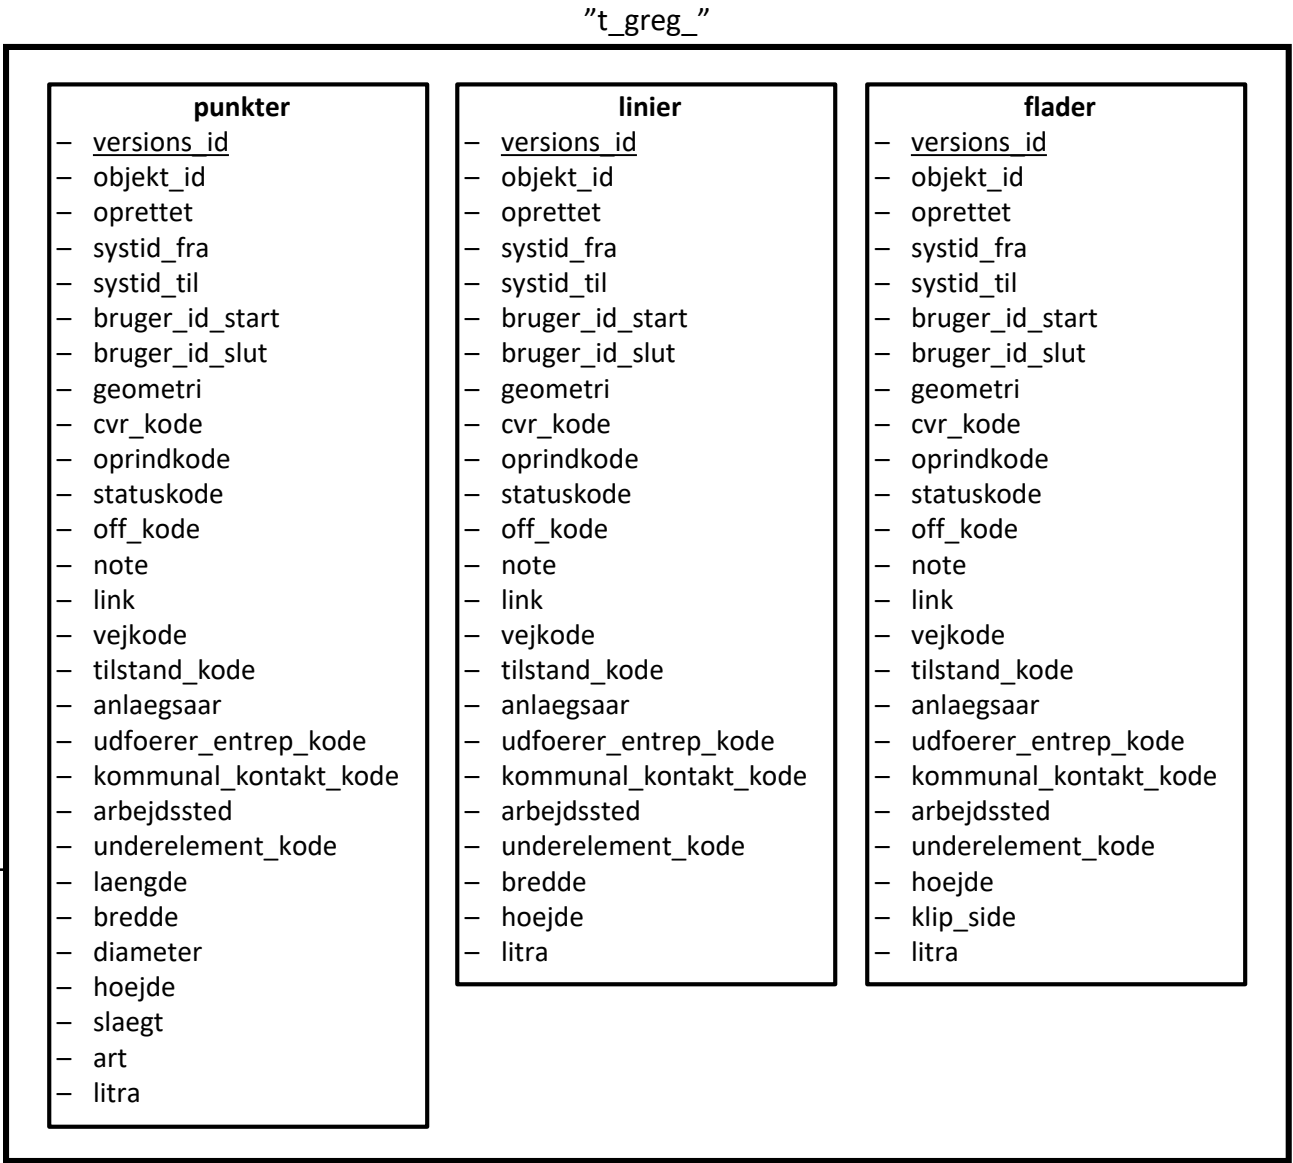 ”t_greg_”
punkter
– versions_id
– objekt_id
– oprettet
– systid_fra
– systid_til
– bruger_id_start
– bruger_id_slut
– geometri
– cvr_kode
– oprindkode
– statuskode
– off_kode
– note
– link
– vejkode
– tilstand_kode
– anlaegsaar
– udfoerer_entrep_kode
– kommunal_kontakt_kode
– arbejdssted
– underelement_kode
– laengde
– bredde
– diameter
– hoejde
– slaegt
– art
– litra
linier
– versions_id
– objekt_id
– oprettet
– systid_fra
– systid_til
– bruger_id_start
– bruger_id_slut
– geometri
– cvr_kode
– oprindkode
– statuskode
– off_kode
– note
– link
– vejkode
– tilstand_kode
– anlaegsaar
– udfoerer_entrep_kode
– kommunal_kontakt_kode
– arbejdssted
– underelement_kode
– bredde
– hoejde
– litra
flader
– versions_id
– objekt_id
– oprettet
– systid_fra
– systid_til
– bruger_id_start
– bruger_id_slut
– geometri
– cvr_kode
– oprindkode
– statuskode
– off_kode
– note
– link
– vejkode
– tilstand_kode
– anlaegsaar
– udfoerer_entrep_kode
– kommunal_kontakt_kode
– arbejdssted
– underelement_kode
– hoejde
– klip_side
– litra